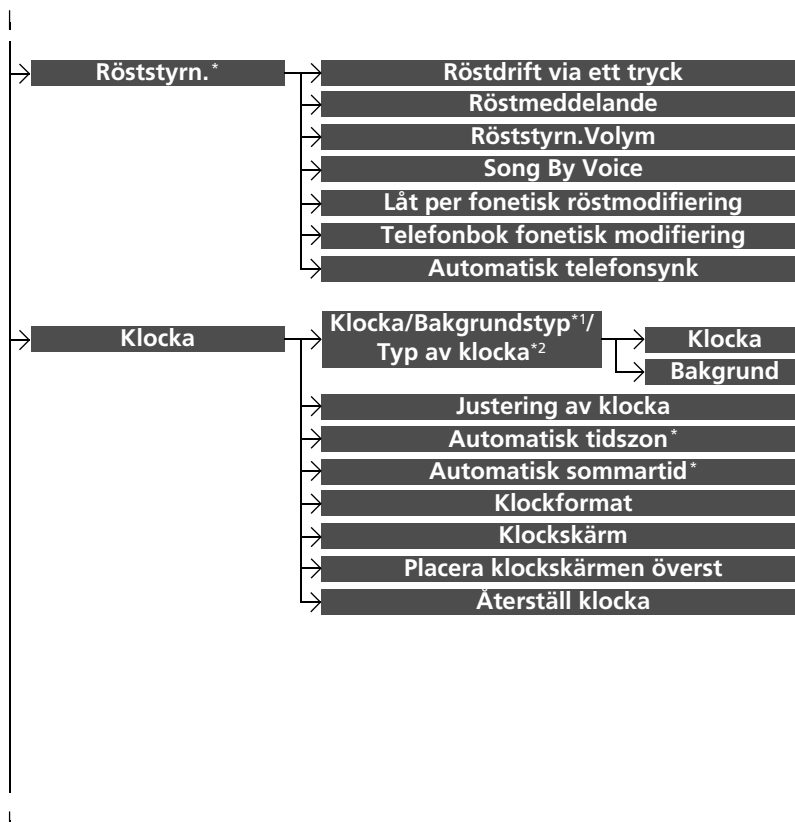 Röststyrn.*
Röstdrift via ett tryck
Röstmeddelande
Röststyrn.Volym
Song By Voice
Låt per fonetisk röstmodifiering
Telefonbok fonetisk modifiering
Automatisk telefonsynk
Klocka
Klocka/Bakgrundstyp*1/
Typ av klocka*2
Klocka
Bakgrund
Justering av klocka
Automatisk tidszon*
Automatisk sommartid*
Klockformat
Klockskärm
Placera klockskärmen överst
Återställ klocka